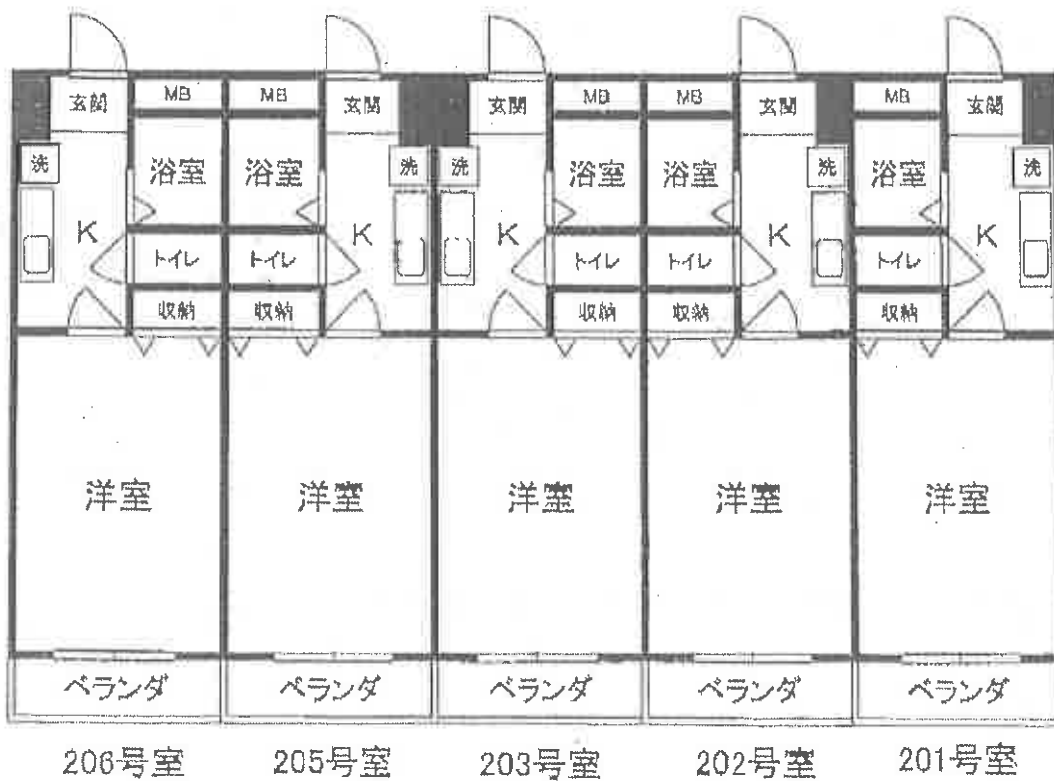 玄関 MB MB 玄関 玄関 MB MB 玄関 MB 玄関
洗 浴室 浴室 洗 洗 浴室 浴室 洗 浴室 洗
K K K K K
トイレ トイレ トイレ トイレ トイレ
収納 収納 収納 収納 収納
洋室 洋室 洋室 洋室 洋室
ベランダ ベランダ ベランダ ベランダ ベランダ
206号室 205号室 203号室 202号室 201号室